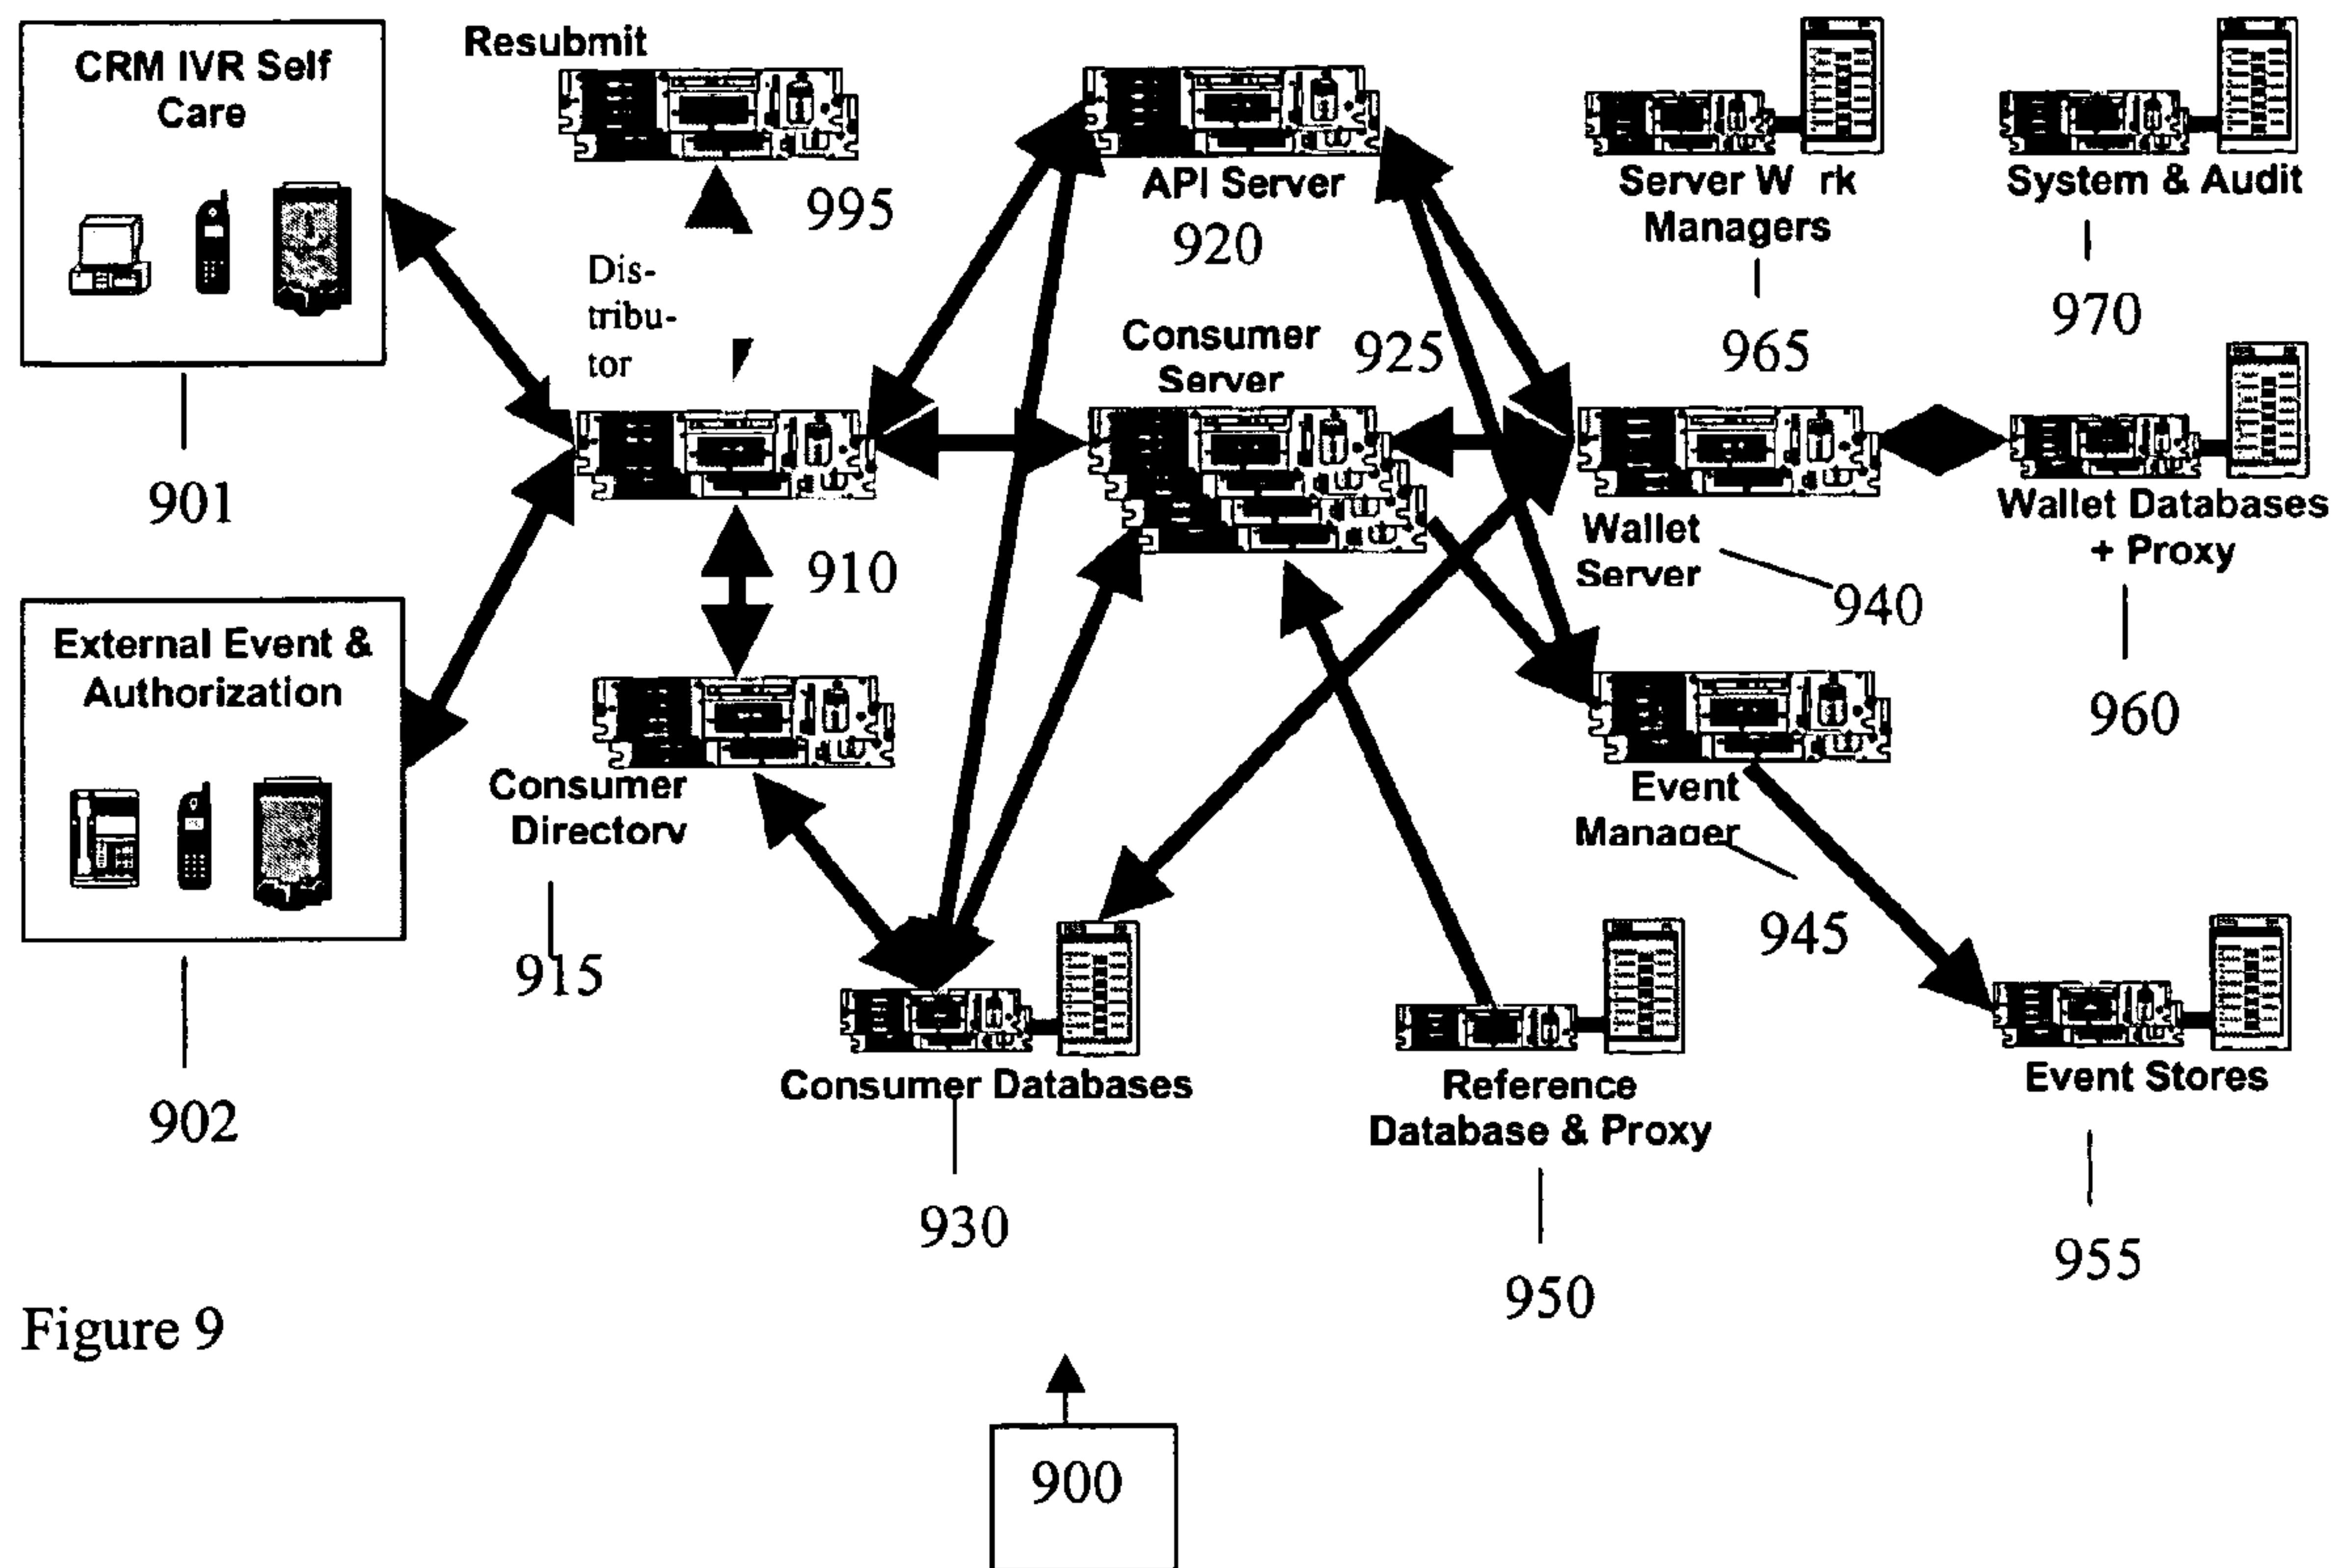 CRM IVR Self
Care
901
External Event &
Authorization
902
Resubmit
995
Dis-
tribu-
tor
910
Consumer
Directory
915
API Server
920
Consumer
Server
925
Consumer Databases
930
Server W rk
Managers
965
System & Audit
970
Wallet
Server
940
Wallet Databases
+ Proxy
960
Event
Manager
945
Reference
Database & Proxy
950
Event Stores
955
Figure 9
900